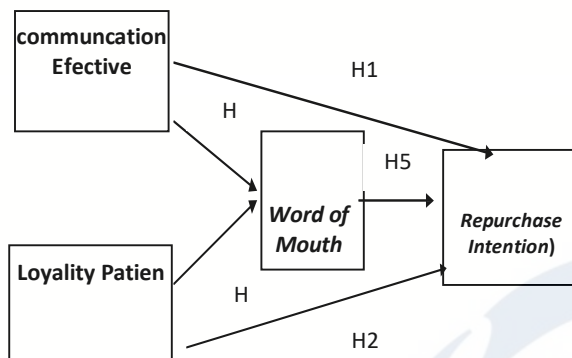 communcation
Efective
H1
H
H5
Word of
Mouth
Repurchase
Intention)
Loyality Patien
H
H2